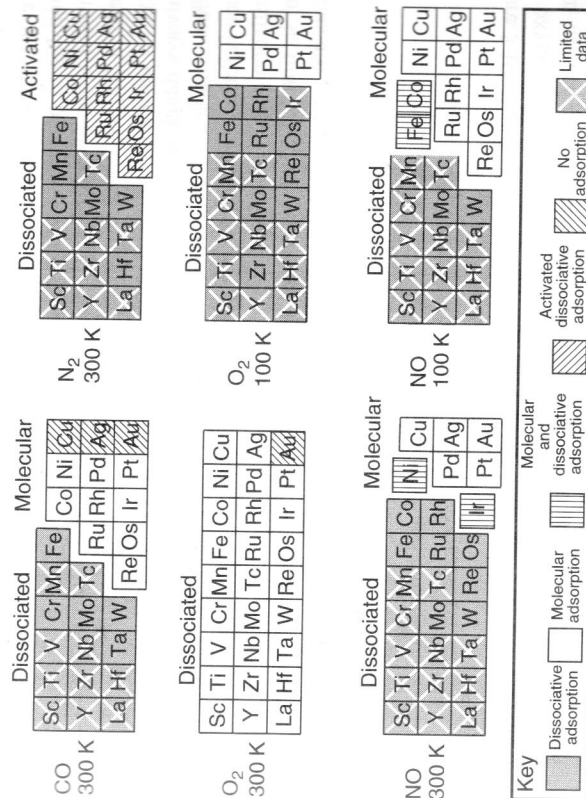 Dissociated Molecular
CO
300 K
Sc Ti V Cr Mn Fe Co Ni Cu
Y Zr Nb Mo Tc Ru Rh Pd Ag
La Hf Ta W Re Os Ir Pt Au
Dissociated Activated
N2
300 K
Sc Ti V Cr Mn Fe Co Ni Cu
Y Zr Nb Mo Tc Ru Rh Pd Ag
La Hf Ta W Re Os Ir Pt Au
Dissociated
O2
300 K
Sc Ti V Cr Mn Fe Co Ni Cu
Y Zr Nb Mo Tc Ru Rh Pd Ag
La Hf Ta W Re Os Ir Pt Au
Dissociated Molecular
O2
100 K
Sc Ti V Cr Mn Fe Co Ni Cu
Y Zr Nb Mo Tc Ru Rh Pd Ag
La Hf Ta W Re Os Ir Pt Au
Dissociated Molecular
NO
300 K
Sc Ti V Cr Mn Fe Co Ni Cu
Y Zr Nb Mo Tc Ru Rh Pd Ag
La Hf Ta W Re Os Ir Pt Au
Dissociated Molecular
NO
100 K
Sc Ti V Cr Mn Fe Co Ni Cu
Y Zr Nb Mo Tc Ru Rh Pd Ag
La Hf Ta W Re Os Ir Pt Au
Key
Dissociative
adsorption
Molecular
adsorption
Molecular
and
dissociative
adsorption
Activated
dissociative
adsorption
No
adsorption
Limited
data